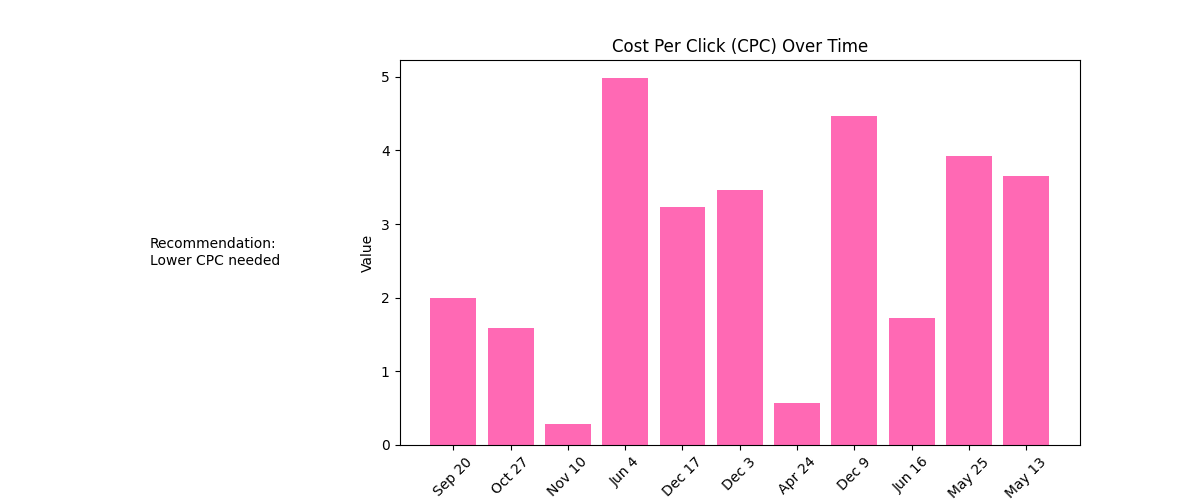 Cost Per Click (CPC) Over Time
Recommendation:
Lower CPC needed
Value
5
4
3
2
1
0
Sep 20
Oct 27
Nov 10
Jun 4
Dec 17
Dec 3
Apr 24
Dec 9
Jun 16
May 25
May 13